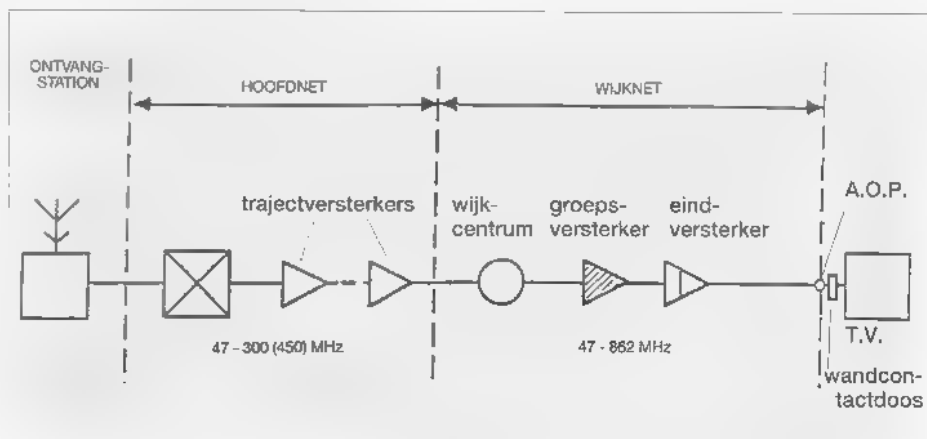 ONTVANG-
STATION
HOOFDNET
WIJKNET
trajectversterkers
wijk-
centrum
groeps-
versterker
eind-
versterker
A.O.P.
47 - 300 (450) MHz
47 - 862 MHz
T.V.
wandcon-
tactdoos